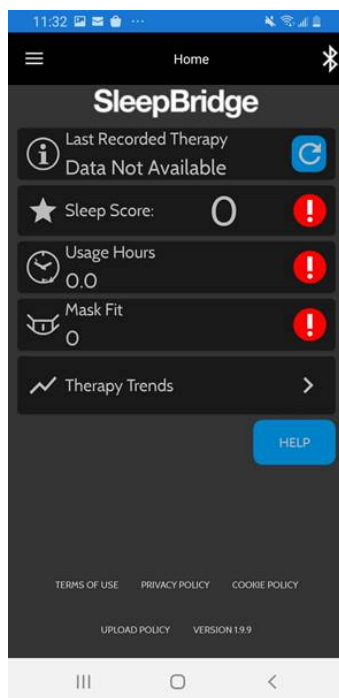 11:32
Home
SleepBridge
Last Recorded Therapy
Data Not Available
Sleep Score: 0
Usage Hours
0.0
Mask Fit
0
Therapy Trends
HELP
TERMS OF USE PRIVACY POLICY COOKIE POLICY
UPLOAD POLICY VERSION 1.9.9